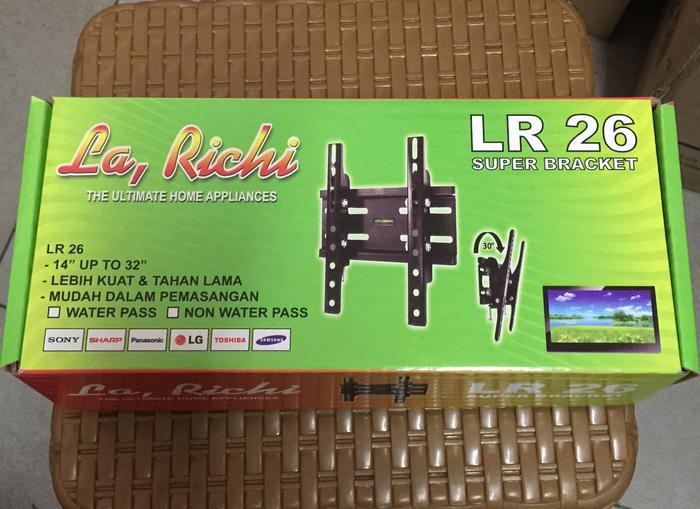 La, Richi
THE ULTIMATE HOME APPLIANCES
LR 26
SUPER BRACKET
LR 26
- 14” UP TO 32”
- LEBIH KUAT & TAHAN LAMA
- MUDAH DALAM PEMASANGAN
WATER PASS NON WATER PASS
30°
SONY SHARP Panasonic LG TOSHIBA SAMSUNG
La, Richi
THE ULTIMATE HOME APPLIANCES
LR 26
SUPER BRACKET